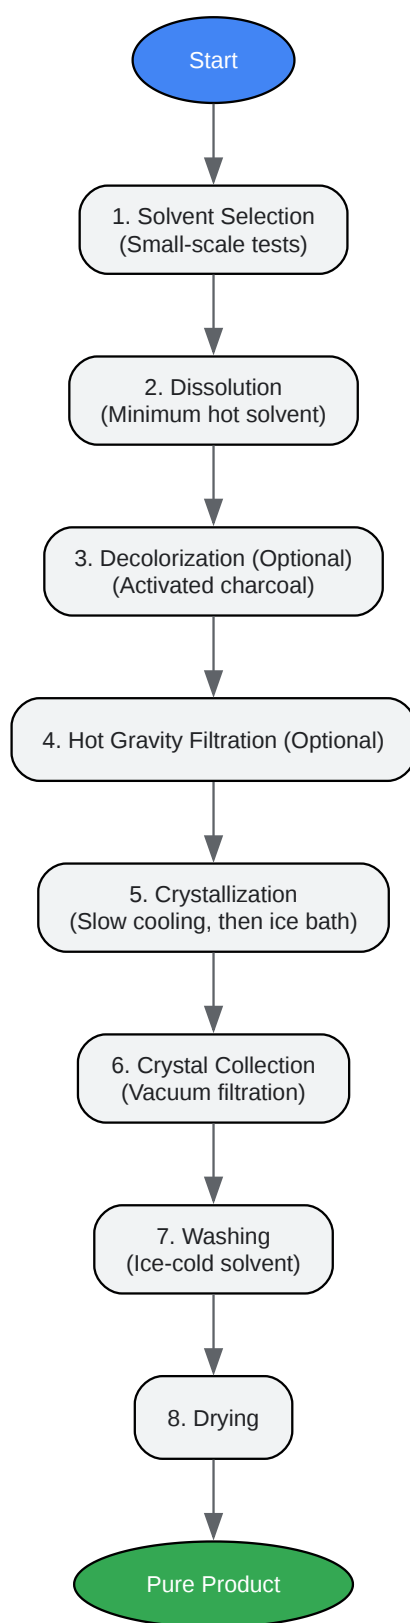 Start
1. Solvent Selection
(Small-scale tests)
2. Dissolution
(Minimum hot solvent)
3. Decolorization (Optional)
(Activated charcoal)
4. Hot Gravity Filtration (Optional)
5. Crystallization
(Slow cooling, then ice bath)
6. Crystal Collection
(Vacuum filtration)
7. Washing
(Ice-cold solvent)
8. Drying
Pure Product